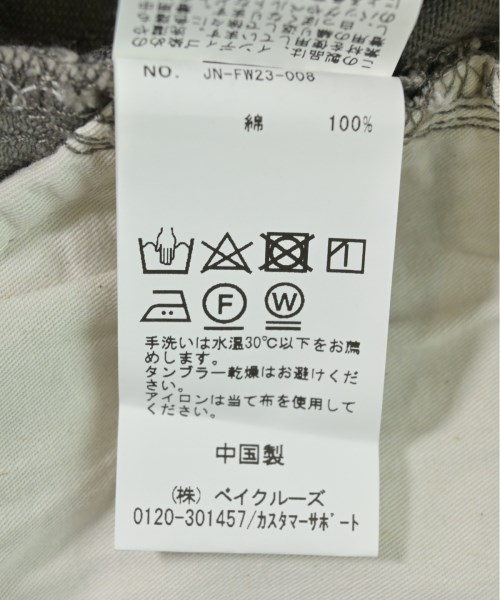 NO. JN-FW23-008
綿 100%
F W
手洗いは水温30℃以下をお薦
めします。
タンブラー乾燥はお避けくだ
さい。
アイロンは当て布を使用して
ください。
中国製
(株) ベイクルーズ
0120-301457/カスタマーサポート